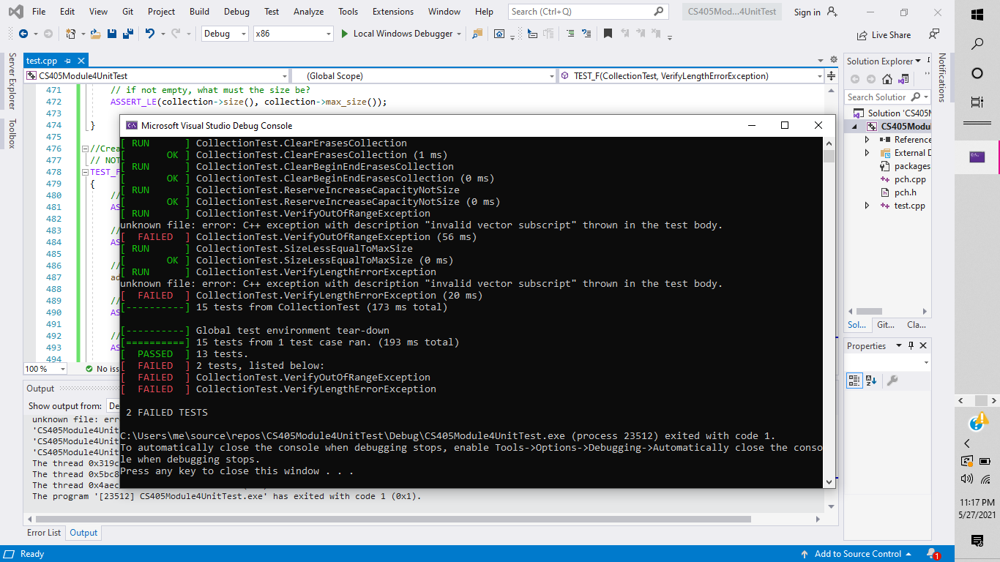 File Edit View Git Project Build Debug Test Analyze Tools Extensions Window Help Search (Ctrl+Q) CS405Mod...4UnitTest Sign in
Debug x86 Local Windows Debugger Live Share
Server Explorer
Toolbox
test.cpp
CS405Module4UnitTest (Global Scope) TEST_F(CollectionTest, VerifyLengthErrorException)
471 // if not empty, what must the size be?
472 ASSERT_LE(collection->size(), collection->max_size());
473
474 }
475
476 //Crea
477 // NOT
478 TEST_F
479 {
480 //
481 AS
482
483 //
484 AS
485
486 //
487 ad
488
489 //
490 AS
491
492 //
493 AS
494
100 % No iss
Microsoft Visual Studio Debug Console
[ RUN ] CollectionTest.ClearErasesCollection
[ OK ] CollectionTest.ClearErasesCollection (1 ms)
[ RUN ] CollectionTest.ClearBeginEndErasesCollection
[ OK ] CollectionTest.ClearBeginEndErasesCollection (0 ms)
[ RUN ] CollectionTest.ReserveIncreaseCapacityNotSize
[ OK ] CollectionTest.ReserveIncreaseCapacityNotSize (0 ms)
[ RUN ] CollectionTest.VerifyOutOfRangeException
unknown file: error: C++ exception with description "invalid vector subscript" thrown in the test body.
[ FAILED ] CollectionTest.VerifyOutOfRangeException (56 ms)
[ RUN ] CollectionTest.SizeLessEqualToMaxSize
[ OK ] CollectionTest.SizeLessEqualToMaxSize (0 ms)
[ RUN ] CollectionTest.VerifyLengthErrorException
unknown file: error: C++ exception with description "invalid vector subscript" thrown in the test body.
[ FAILED ] CollectionTest.VerifyLengthErrorException (20 ms)
[----------] 15 tests from CollectionTest (173 ms total)
[----------] Global test environment tear-down
[==========] 15 tests from 1 test case ran. (193 ms total)
[ PASSED ] 13 tests.
[ FAILED ] 2 tests, listed below:
[ FAILED ] CollectionTest.VerifyOutOfRangeException
[ FAILED ] CollectionTest.VerifyLengthErrorException
2 FAILED TESTS
C:\Users\me\source\repos\CS405Module4UnitTest\Debug\CS405Module4UnitTest.exe (process 23512) exited with code 1.
To automatically close the console when debugging stops, enable Tools->Options->Debugging->Automatically close the conso
le when debugging stops.
Press any key to close this window . . .
Output
Show output from: De
unknown file: err
'CS405Module4Unit
'CS405Module4Unit
'CS405Module4Unit
The thread 0x319c
The thread 0x5bc8
The thread 0x4aec
The program '[23512] CS405Module4UnitTest.exe' has exited with code 1 (0x1).
Error List Output
Solution Explorer
Search Solution
Solution 'CS405M
CS405Modu
Reference
External D
packages
pch.cpp
pch.h
test.cpp
Sol... Git... Cla...
Properties
Notifications
Ready Add to Source Control 1
11:17 PM
5/27/2021